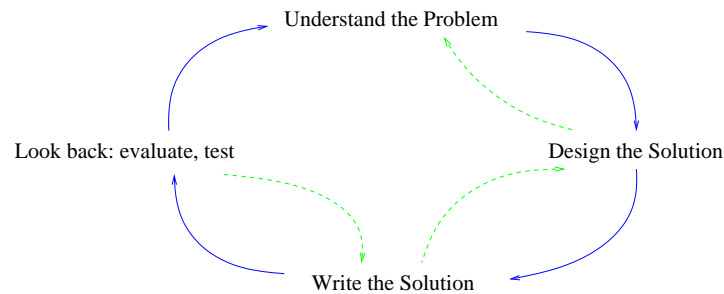 Understand the Problem
Look back: evaluate, test
Design the Solution
Write the Solution